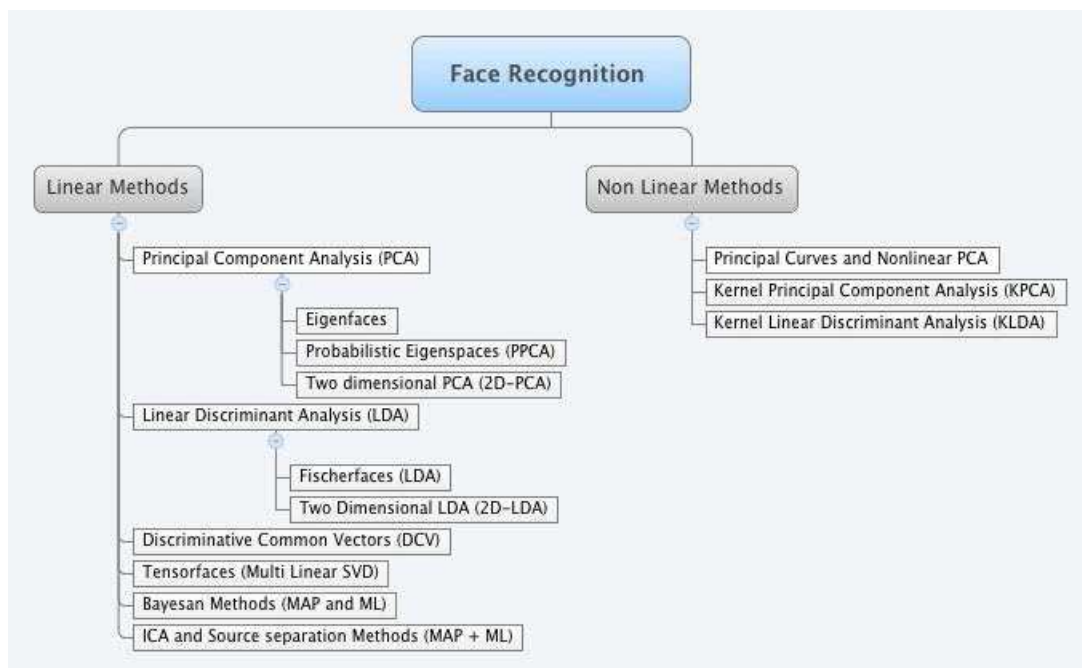 Face Recognition
Linear Methods
Principal Component Analysis (PCA)
Eigenfaces
Probabilistic Eigenspaces (PPCA)
Two dimensional PCA (2D-PCA)
Linear Discriminant Analysis (LDA)
Fischerfaces (LDA)
Two Dimensional LDA (2D-LDA)
Discriminative Common Vectors (DCV)
Tensorfaces (Multi Linear SVD)
Bayesan Methods (MAP and ML)
ICA and Source separation Methods (MAP + ML)
Non Linear Methods
Principal Curves and Nonlinear PCA
Kernel Principal Component Analysis (KPCA)
Kernel Linear Discriminant Analysis (KLDA)